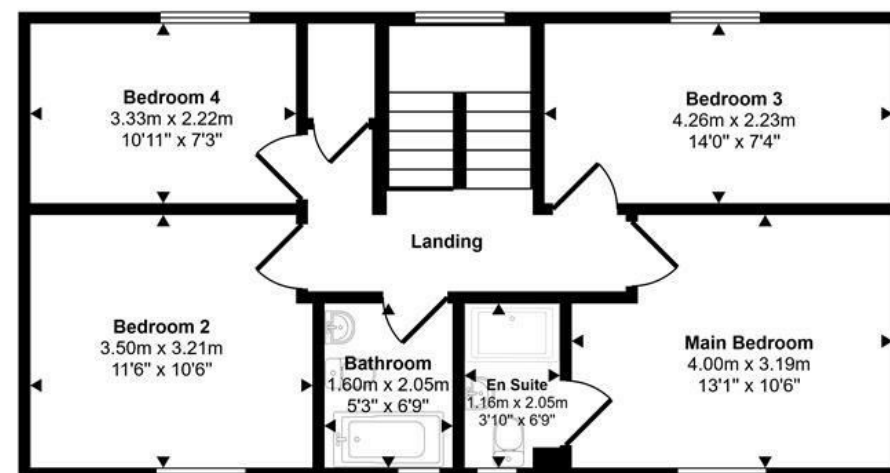 Bedroom 4
3.33m x 2.22m
10'11" x 7'3"
Bedroom 3
4.26m x 2.23m
14'0" x 7'4"
Landing
Bedroom 2
3.50m x 3.21m
11'6" x 10'6"
Bathroom
1.60m x 2.05m
5'3" x 6'9"
En Suite
1.16m x 2.05m
3'10" x 6'9"
Main Bedroom
4.00m x 3.19m
13'1" x 10'6"